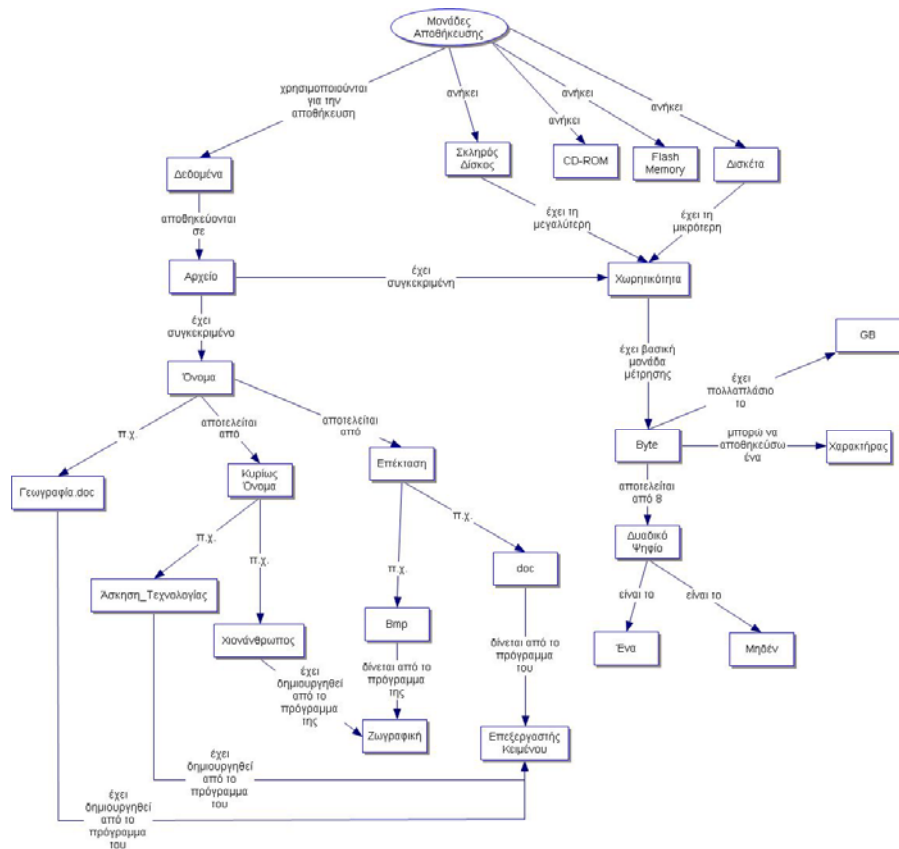 Μονάδες
Αποθήκευσης
χρησιμοποιούνται
για την
αποθήκευση
ανήκει
ανήκει
ανήκει
ανήκει
Δεδομένα
Σκληρός
Δίσκος
CD-ROM
Flash
Memory
Δισκέτα
αποθηκεύονται
σε
έχει τη
μεγαλύτερη
έχει τη
μικρότερη
Αρχείο
έχει
συγκεκριμένη
Χωρητικότητα
έχει
συγκεκριμένο
έχει βασική
μονάδα
μέτρησης
GB
Όνομα
έχει
πολλαπλάσιο
το
π.χ.
αποτελείται
από
αποτελείται
από
Byte
μπορώ να
αποθηκεύσω
ένα
Χαρακτήρας
Γεωγραφία.doc
Κυρίως
Όνομα
Επέκταση
αποτελείται
από 8
π.χ.
π.χ.
π.χ.
π.χ.
Δυαδικό
Ψηφίο
Άσκηση_Τεχνολογίας
doc
είναι το
είναι το
Χιονάνθρωπος
Bmp
Ένα
Μηδέν
έχει
δημιουργηθεί
από το
πρόγραμμα
της
δίνεται από το
πρόγραμμα
της
δίνεται από το
πρόγραμμα
του
Ζωγραφική
Επεξεργαστής
Κειμένου
έχει
δημιουργηθεί
από το
πρόγραμμα
του
έχει
δημιουργηθεί
από το
πρόγραμμα
του